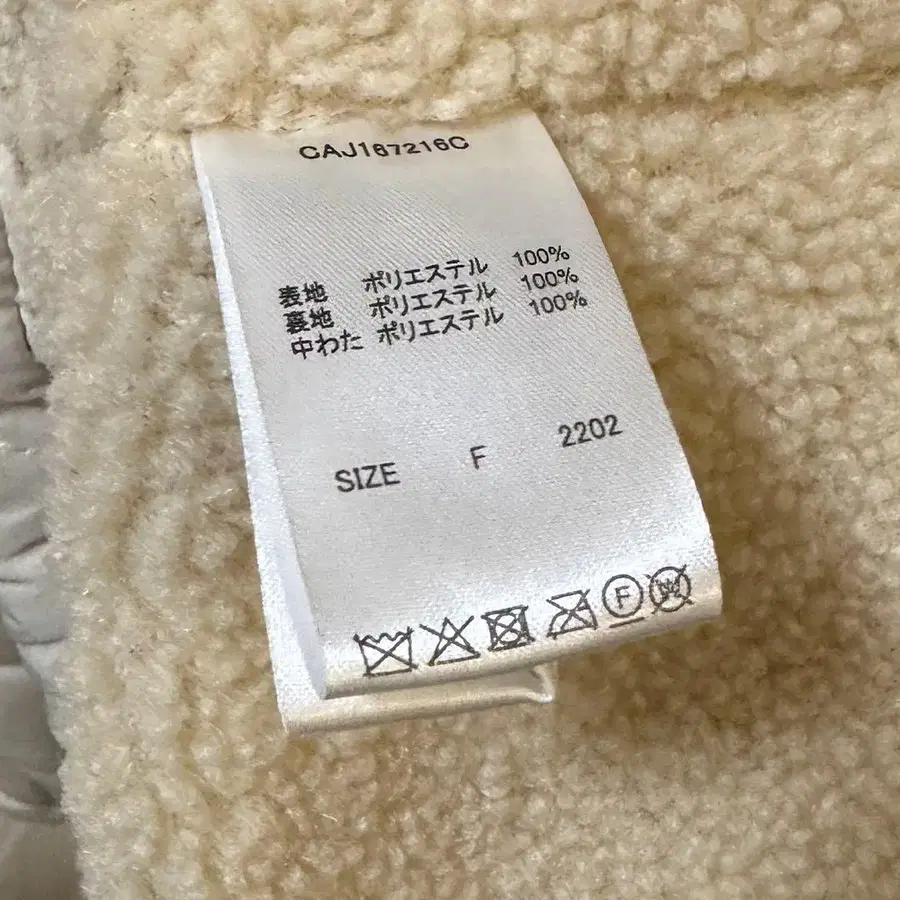 CAJ167216C
表地 ポリエステル 100%
裏地 ポリエステル 100%
中わた ポリエステル 100%
SIZE F 2202
F
W